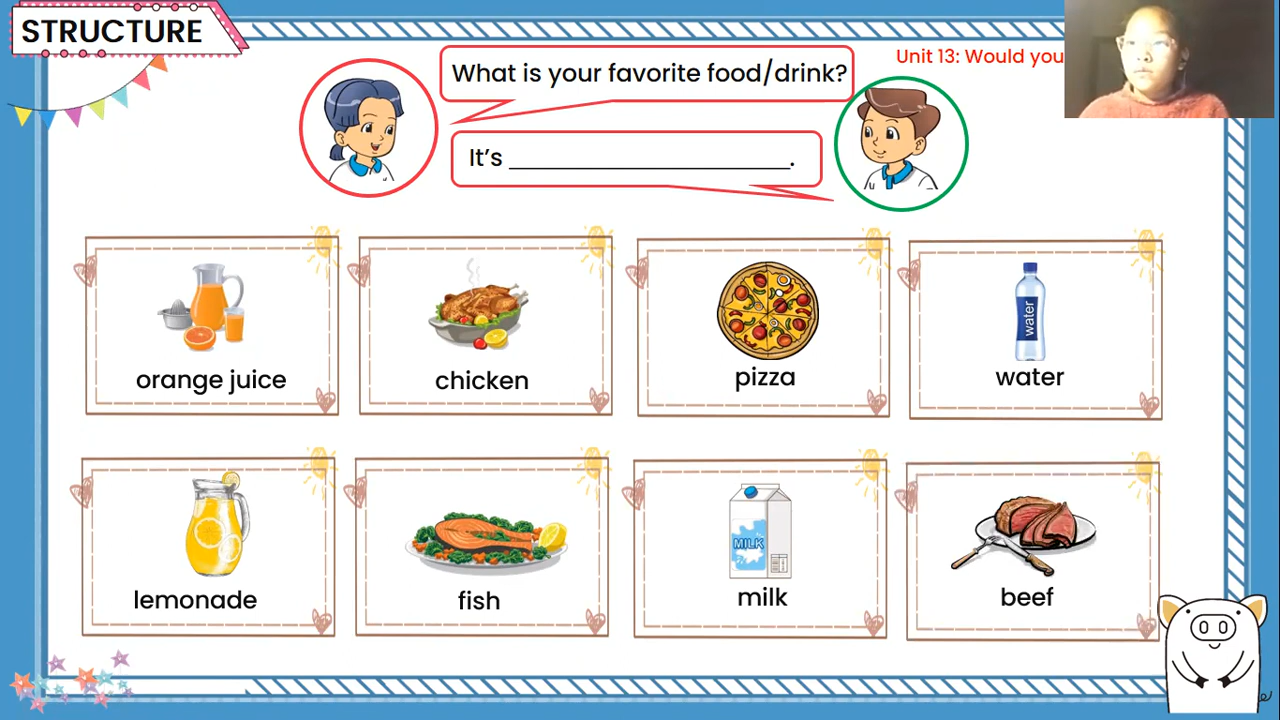 STRUCTURE
Unit 13: Would you
What is your favorite food/drink?
It's ____________________.
orange juice
chicken
pizza
water
water
lemonade
fish
MILK
milk
beef